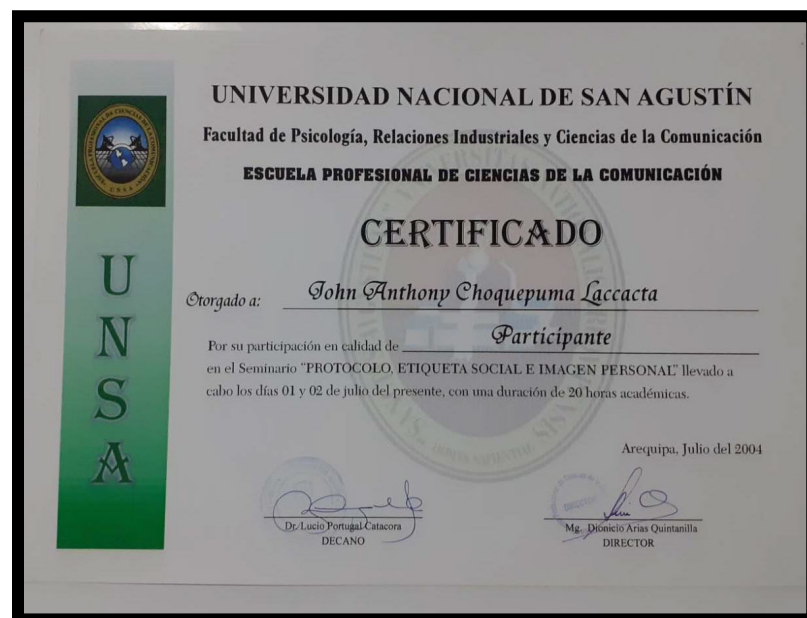 UNIVERSIDAD NACIONAL DE SAN AGUSTÍN
Facultad de Psicología, Relaciones Industriales y Ciencias de la Comunicación
ESCUELA PROFESIONAL DE CIENCIAS DE LA COMUNICACIÓN
CERTIFICADO
UNSA
Otorgado a: John Anthony Choquepuma Laccacta
Por su participación en calidad de Participante
en el Seminario "PROTOCOLO, ETIQUETA SOCIAL E IMAGEN PERSONAL" llevado a
cabo los días 01 y 02 de julio del presente, con una duración de 20 horas académicas.
Arequipa, Julio del 2004
Dr. Lucio Portugal Catacora
DECANO
Mg. Dionicio Arias Quintanilla
DIRECTOR